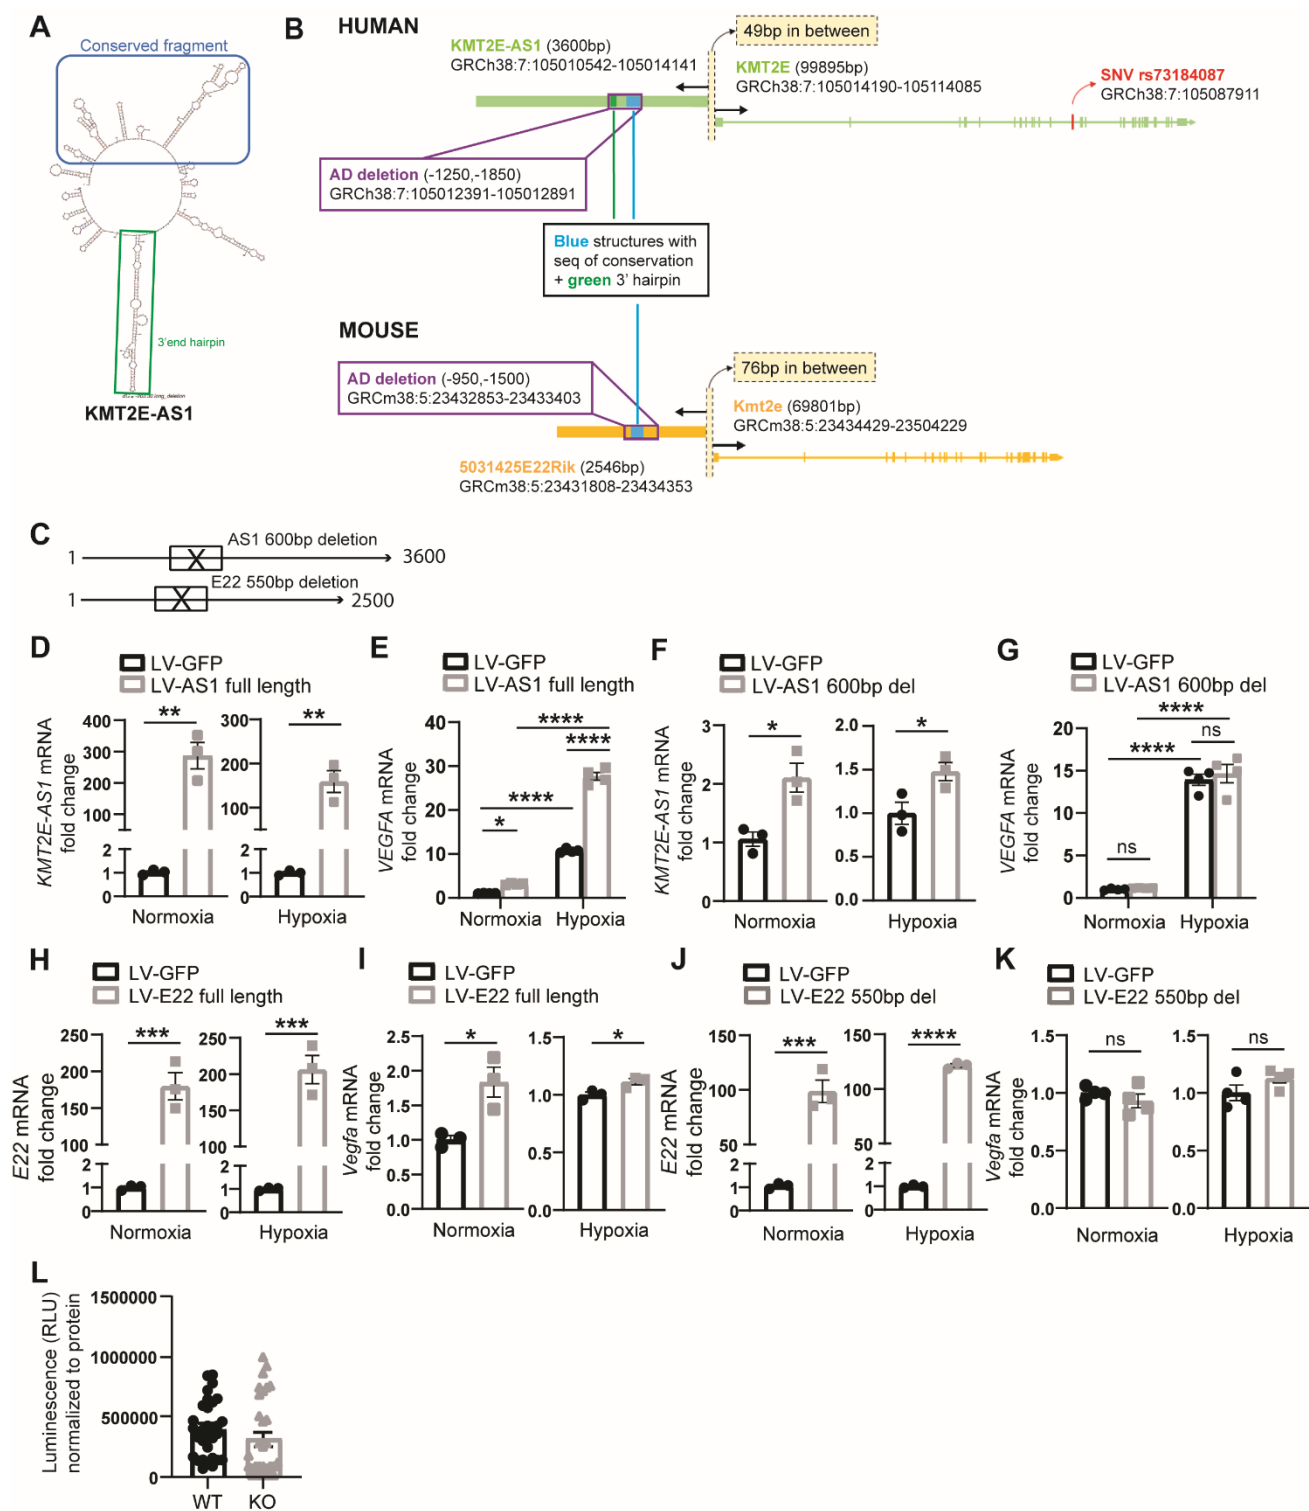 A
Conserved fragment
3'end hairpin
KMT2E-AS1
B
HUMAN
KMT2E-AS1 (3600bp)
GRCh38:7:105010542-105014141
49bp in between
KMT2E (99895bp)
GRCh38:7:105014190-105114085
SNV rs73184087
GRCh38:7:105087911
AD deletion (-1250,-1850)
GRCh38:7:105012391-105012891
Blue structures with
seq of conservation
+ green 3' hairpin
MOUSE
AD deletion (-950,-1500)
GRCm38:5:23432853-23433403
76bp in between
Kmt2e (69801bp)
GRCm38:5:23434429-23504229
5031425E22Rik (2546bp)
GRCm38:5:23431808-23434353
C
AS1 600bp deletion
1
3600
E22 550bp deletion
1
2500
D
LV-GFP
LV-AS1 full length
KMT2E-AS1 mRNA
fold change
400
300
200
100
2
1
0
**
Normoxia
300
200
100
2
1
0
**
Hypoxia
E
LV-GFP
LV-AS1 full length
VEGFA mRNA
fold change
40
30
20
10
0
*
****
****
****
Normoxia
Hypoxia
F
LV-GFP
LV-AS1 600bp del
KMT2E-AS1 mRNA
fold change
3
2
1
0
*
Normoxia
2.0
1.5
1.0
0.5
0.0
*
Hypoxia
G
LV-GFP
LV-AS1 600bp del
VEGFA mRNA
fold change
20
15
10
5
0
ns
****
****
ns
Normoxia
Hypoxia
H
LV-GFP
LV-E22 full length
E22 mRNA
fold change
250
200
150
100
2
1
0
***
Normoxia
250
200
150
100
2
1
0
***
Hypoxia
I
LV-GFP
LV-E22 full length
Vegfa mRNA
fold change
2.5
2.0
1.5
1.0
0.5
0.0
*
Normoxia
1.5
1.0
0.5
0.0
*
Hypoxia
J
LV-GFP
LV-E22 550bp del
E22 mRNA
fold change
150
100
50
2
1
0
***
Normoxia
150
100
50
2
1
0
****
Hypoxia
K
LV-GFP
LV-E22 550bp del
Vegfa mRNA
fold change
1.5
1.0
0.5
0.0
ns
Normoxia
1.5
1.0
0.5
0.0
ns
Hypoxia
L
Luminescence (RLU)
normalized to protein
1500000
1000000
500000
0
WT
KO